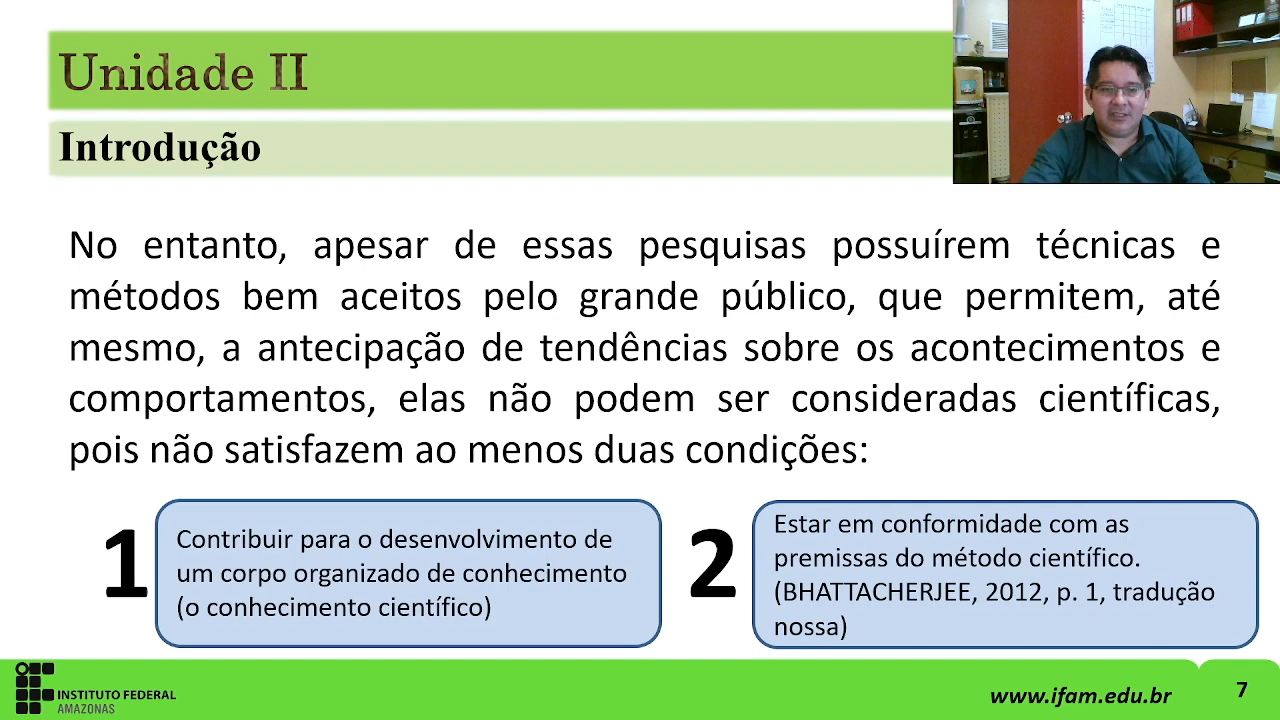 Unidade II
Introdução
No entanto, apesar de essas pesquisas possuírem técnicas e
métodos bem aceitos pelo grande público, que permitem, até
mesmo, a antecipação de tendências sobre os acontecimentos e
comportamentos, elas não podem ser consideradas científicas,
pois não satisfazem ao menos duas condições:
1
Contribuir para o desenvolvimento de
um corpo organizado de conhecimento
(o conhecimento científico)
2
Estar em conformidade com as
premissas do método científico.
(BHATTACHERJEE, 2012, p. 1, tradução
nossa)
INSTITUTO FEDERAL
AMAZONAS
www.ifam.edu.br
7